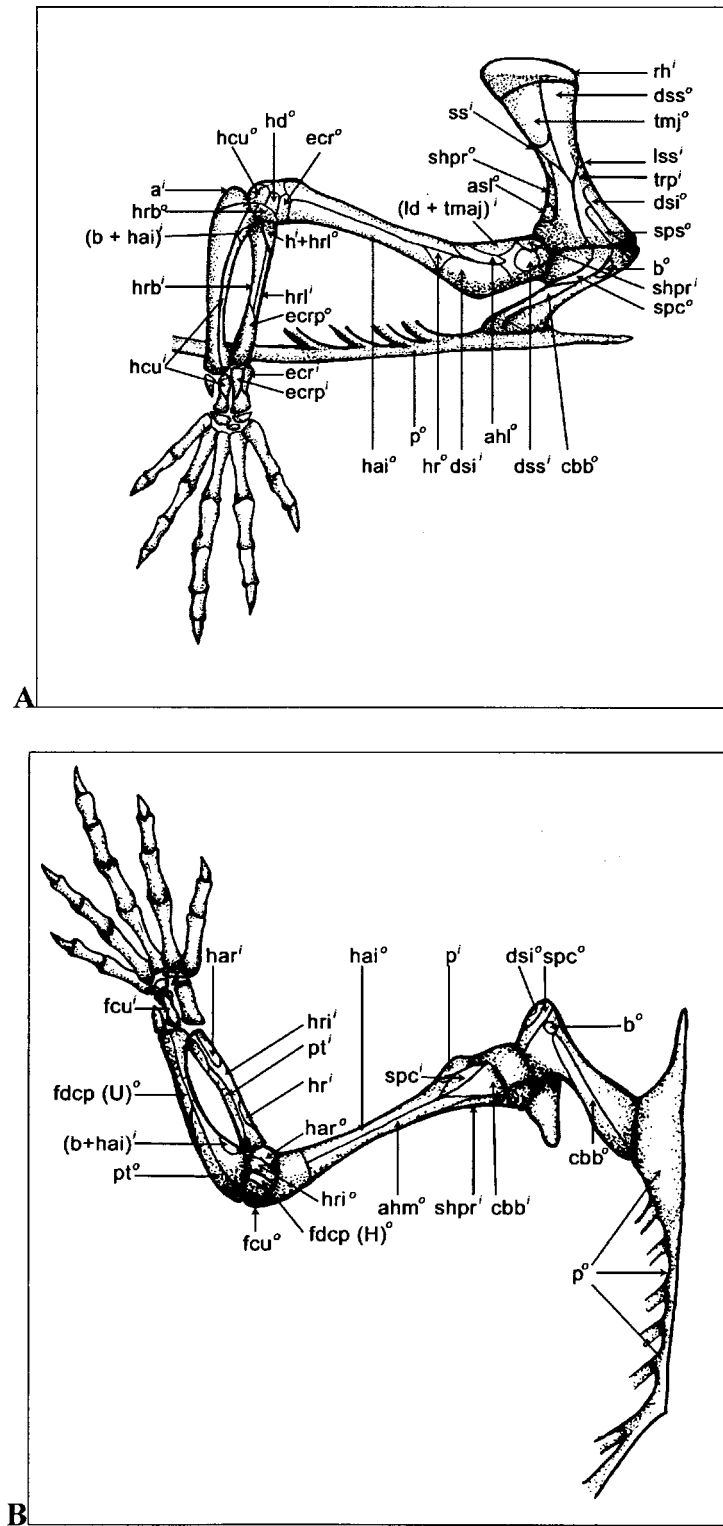 rhⁱ
dssᵒ
hdᵒ ecrᵒ
ssⁱ tmjᵒ
hcuᵒ
shprᵒ lssⁱ
aⁱ aslᵒ trpⁱ
hrbᵒ dsiᵒ
(ld + tmaj)ⁱ
(b + hai)ⁱ hⁱ+hrlᵒ spsᵒ
bᵒ
hrbⁱ hrlⁱ shprⁱ
ecrpᵒ spcᵒ
hcuⁱ ecrⁱ
ecrpⁱ
haiᵒ pᵒ hrᵒ dsiⁱ ahlᵒ dssⁱ cbbᵒ
A
harⁱ haiᵒ pⁱ dsiᵒ spcᵒ
fcuⁱ bᵒ
hriⁱ
ptⁱ
spcⁱ
fdcp (U)ᵒ hrⁱ
(b+hai)ⁱ harᵒ cbbᵒ
ptᵒ
hriᵒ ahmᵒ shprⁱ cbbⁱ
fcuᵒ fdcp (H)ᵒ
pᵒ
B